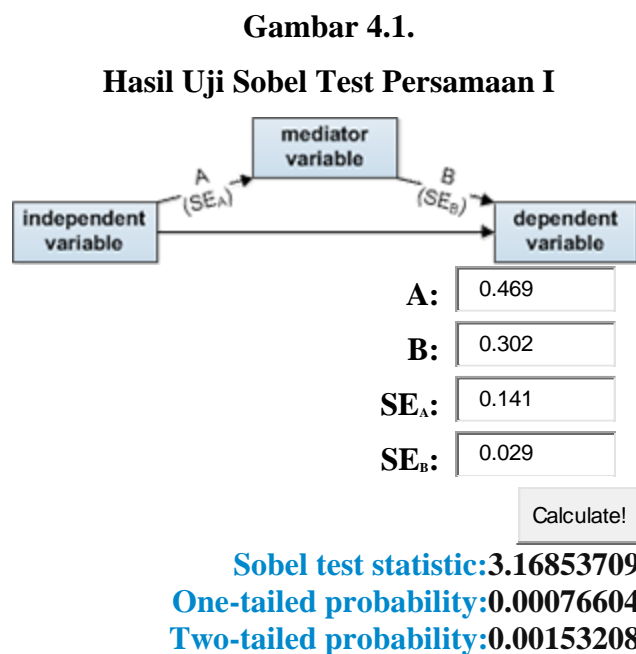 Gambar 4.1.
Hasil Uji Sobel Test Persamaan I
mediator
variable
A
(SEA)
B
(SEB)
independent
variable
dependent
variable
A: 0.469
B: 0.302
SEA: 0.141
SEB: 0.029
Calculate!
Sobel test statistic:3.16853709
One-tailed probability:0.00076604
Two-tailed probability:0.00153208